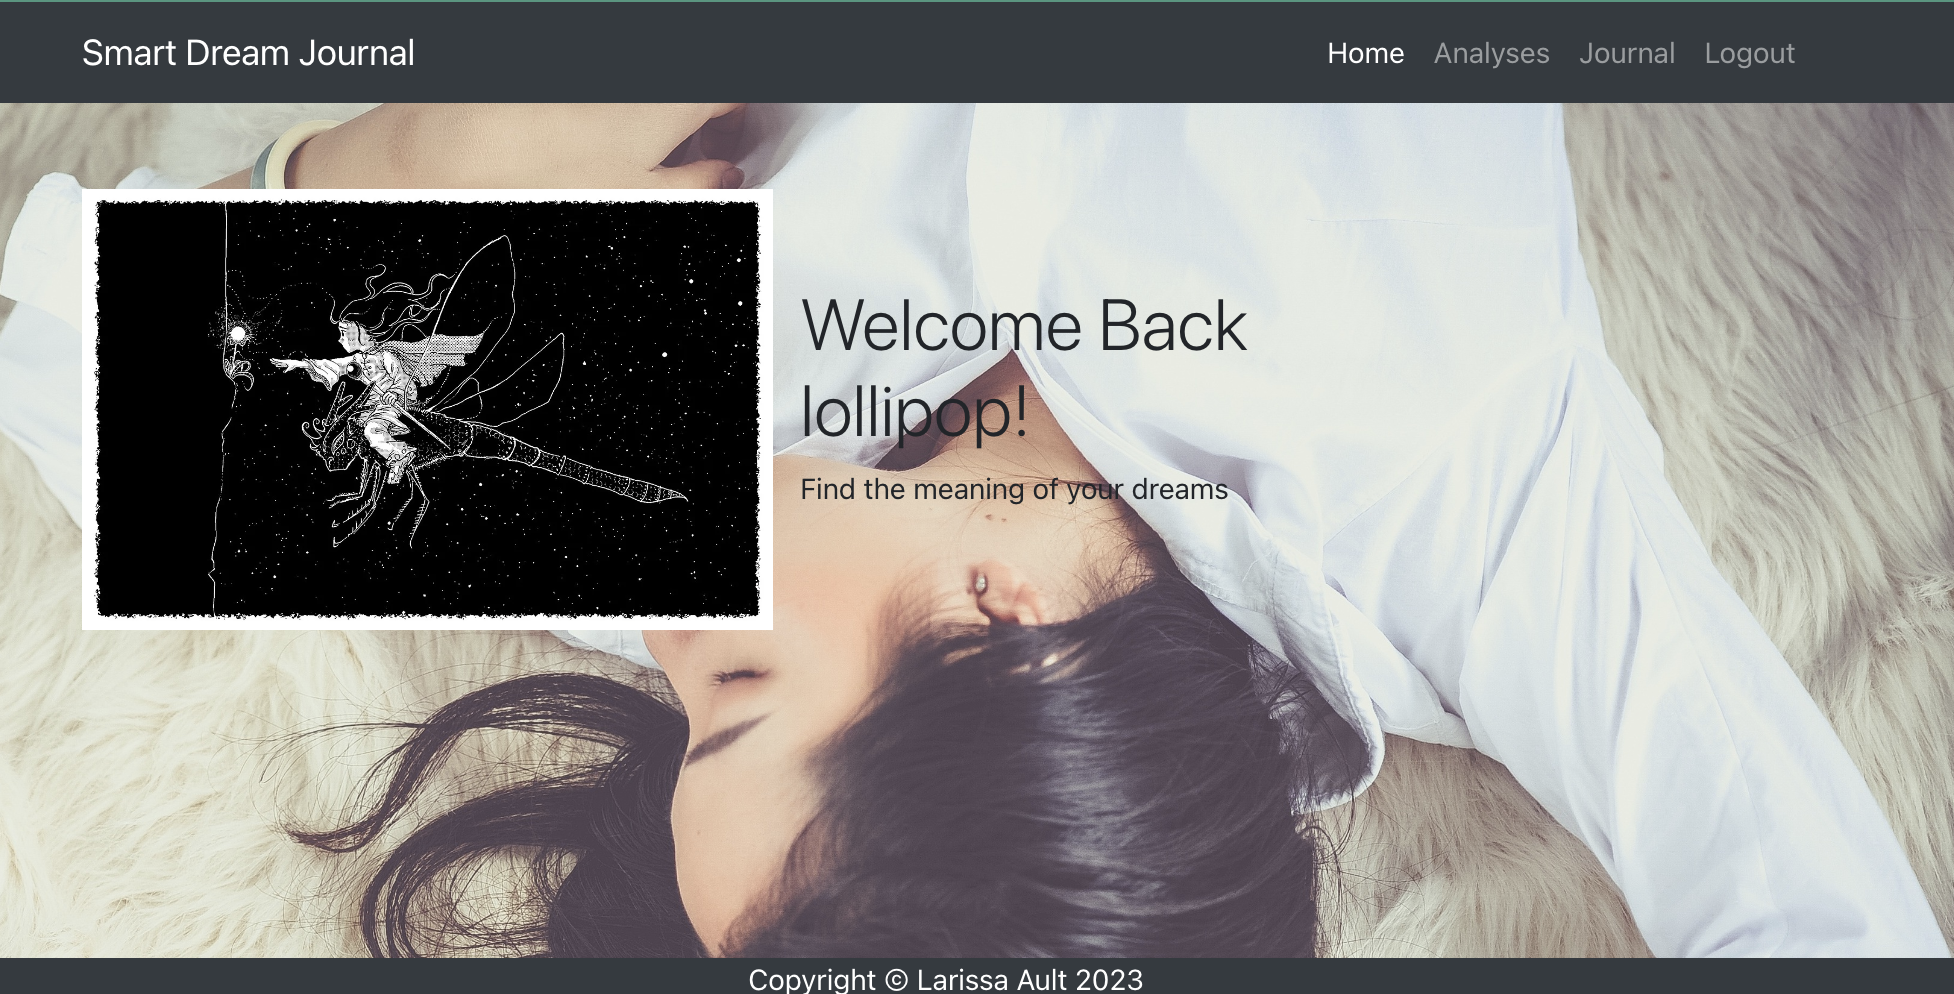 Smart Dream Journal
Home Analyses Journal Logout
Welcome Back
lollipop!
Find the meaning of your dreams
Copyright © Larissa Ault 2023